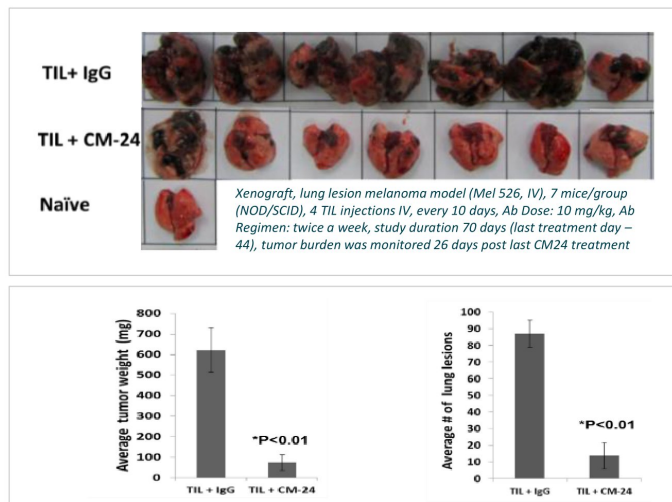 TIL+ IgG
TIL + CM-24
Naïve
Xenograft, lung lesion melanoma model (Mel 526, IV), 7 mice/group
(NOD/SCID), 4 TIL injections IV, every 10 days, Ab Dose: 10 mg/kg, Ab
Regimen: twice a week, study duration 70 days (last treatment day –
44), tumor burden was monitored 26 days post last CM24 treatment
Average tumor weight (mg)
800
700
600
500
400
300
200
100
0
*P<0.01
TIL + IgG TIL + CM-24
Average # of lung lesions
100
90
80
70
60
50
40
30
20
10
0
*P<0.01
TIL + IgG TIL + CM-24